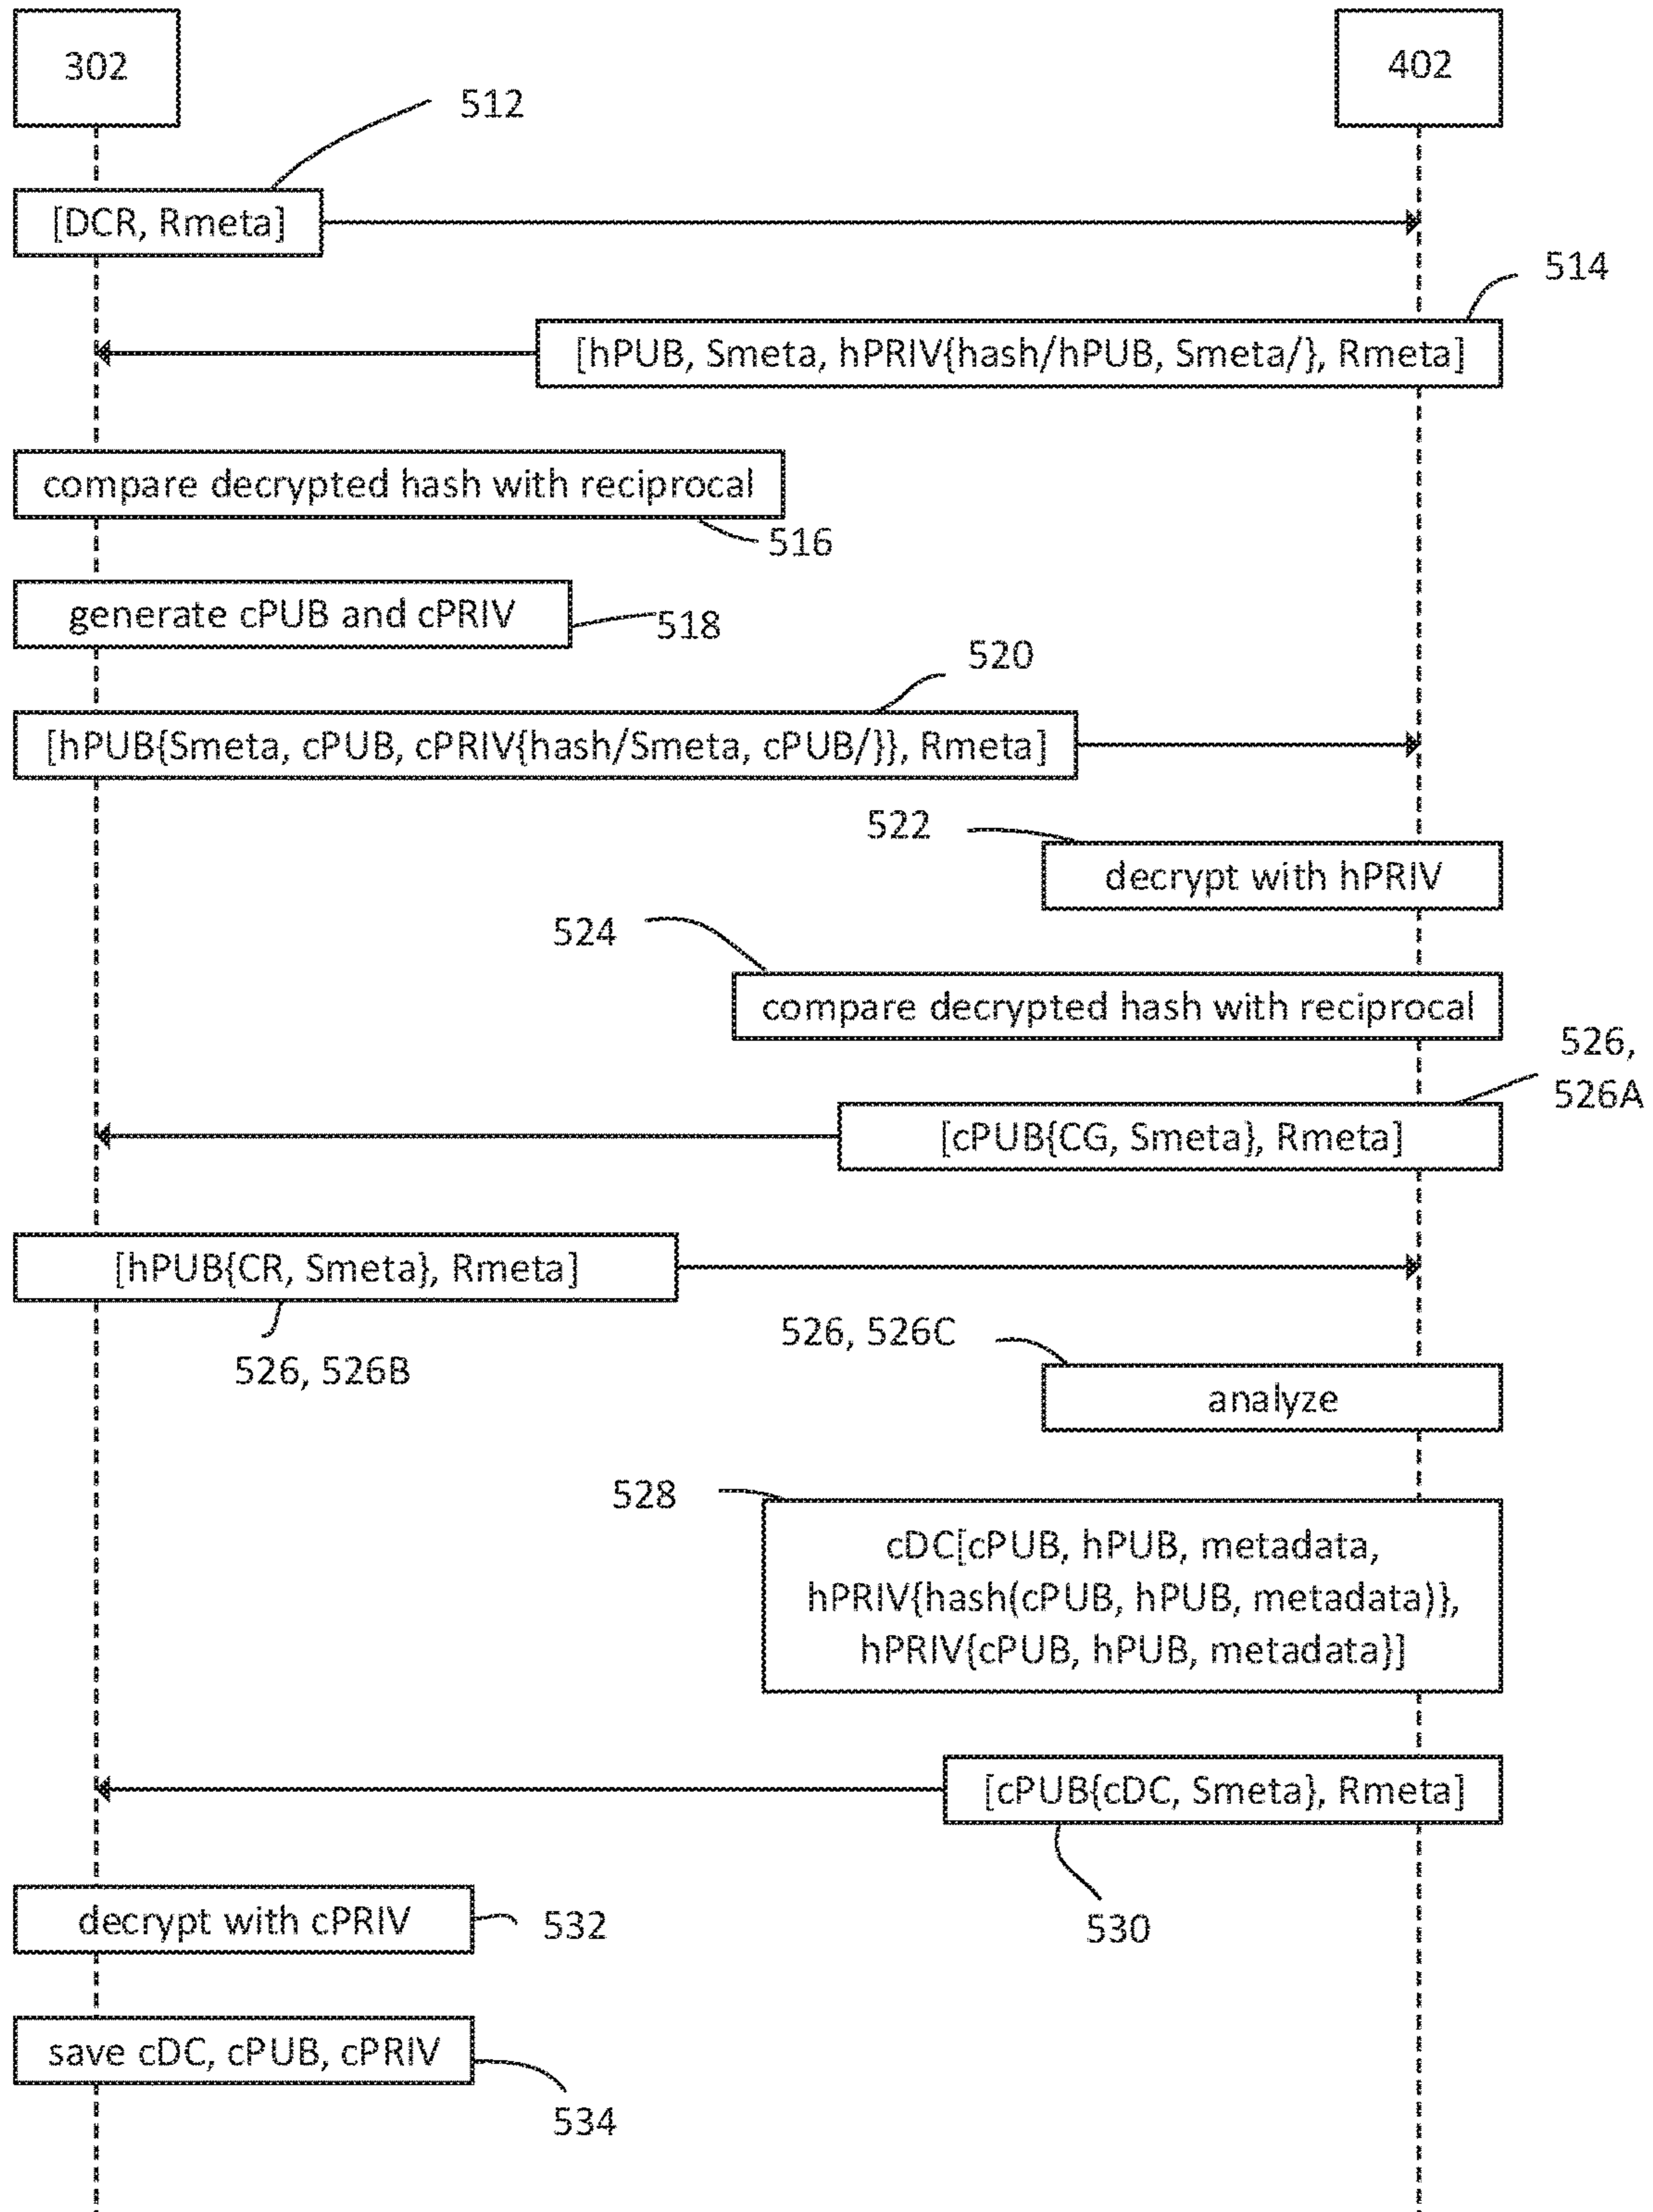 302
402
512
[DCR, Rmeta]
514
[hPUB, Smeta, hPRIV{hash/hPUB, Smeta/}, Rmeta]
compare decrypted hash with reciprocal
516
generate cPUB and cPRIV
518
520
[hPUB{Smeta, cPUB, cPRIV{hash/Smeta, cPUB/}}, Rmeta]
522
decrypt with hPRIV
524
compare decrypted hash with reciprocal
526,
526A
[cPUB{CG, Smeta}, Rmeta]
[hPUB{CR, Smeta}, Rmeta]
526, 526B
526, 526C
analyze
528
cDC[cPUB, hPUB, metadata,
hPRIV{hash(cPUB, hPUB, metadata)},
hPRIV{cPUB, hPUB, metadata}]
[cPUB{cDC, Smeta}, Rmeta]
530
decrypt with cPRIV
532
save cDC, cPUB, cPRIV
534